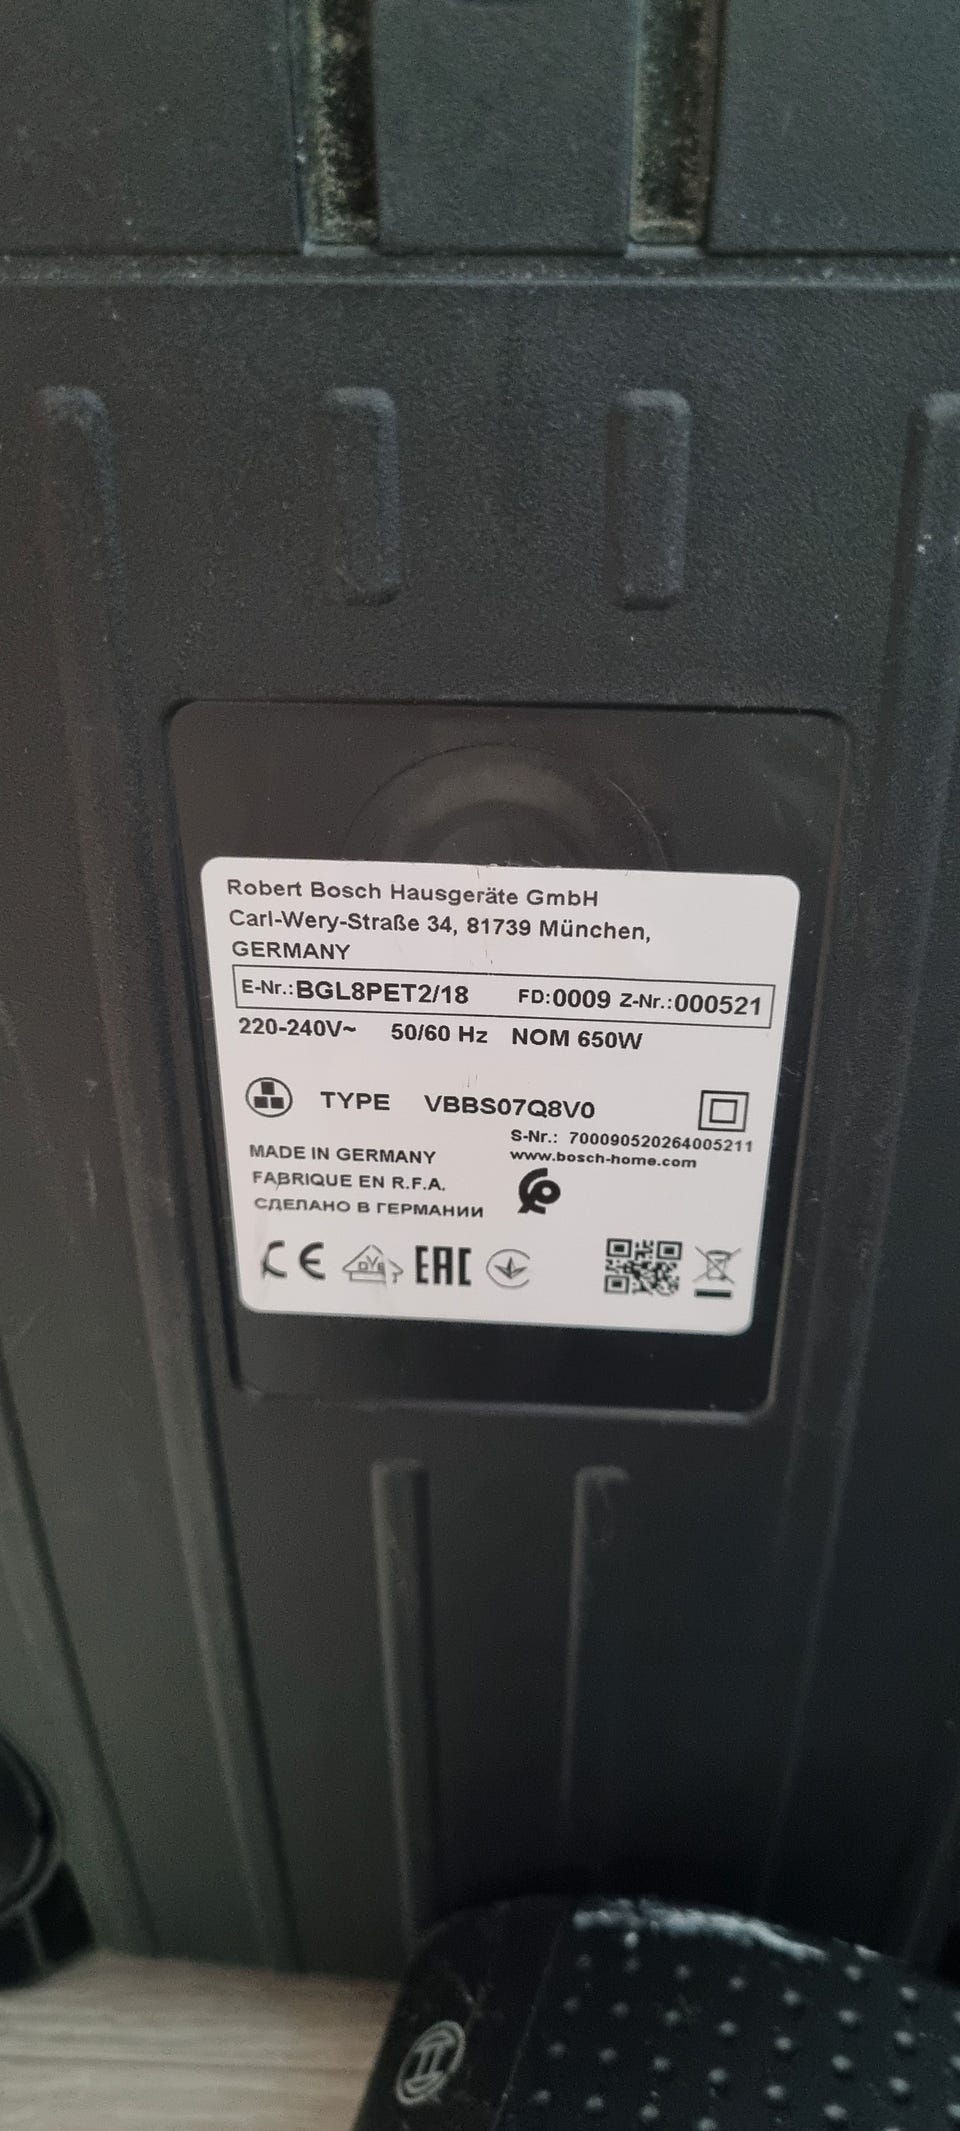 Robert Bosch Hausgeräte GmbH
Carl-Wery-Straße 34, 81739 München,
GERMANY
E-Nr.:BGL8PET2/18 FD:0009 Z-Nr.:000521
220-240V~ 50/60 Hz NOM 650W
TYPE VBBS07Q8V0
S-Nr.: 700090520264005211
www.bosch-home.com
MADE IN GERMANY
FABRIQUE EN R.F.A.
СДЕЛАНО В ГЕРМАНИИ
CE OVE EAC